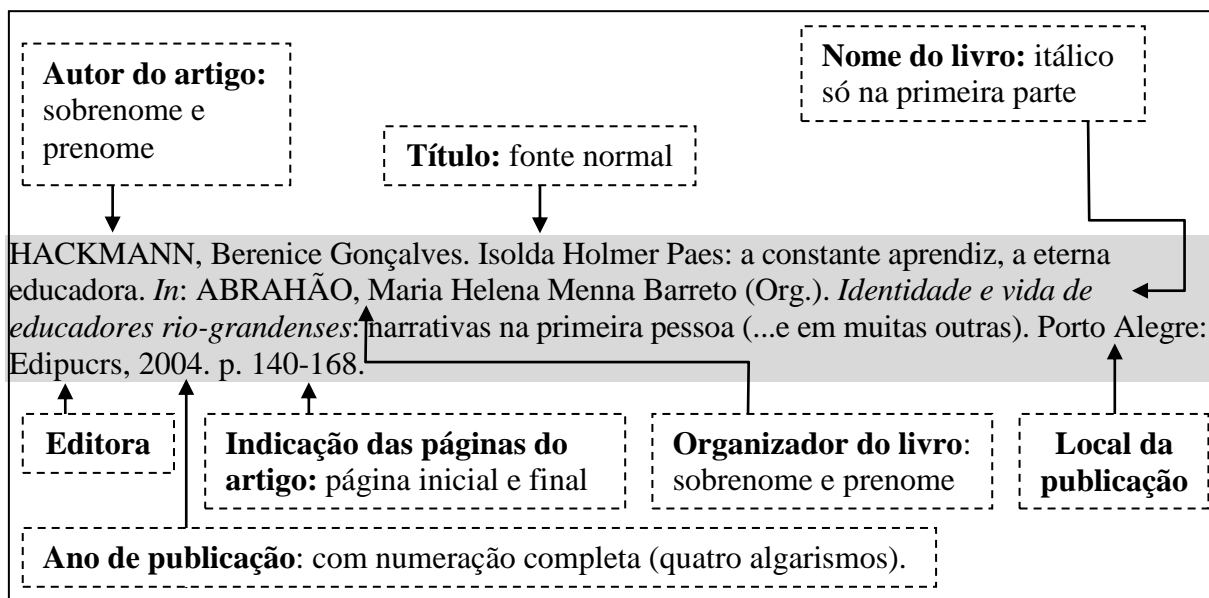 Autor do artigo:
sobrenome e
prenome
Título: fonte normal
Nome do livro: itálico
só na primeira parte
HACKMANN, Berenice Gonçalves. Isolda Holmer Paes: a constante aprendiz, a eterna
educadora. In: ABRAHÃO, Maria Helena Menna Barreto (Org.). Identidade e vida de
educadores rio-grandenses: narrativas na primeira pessoa (...e em muitas outras). Porto Alegre:
Edipucrs, 2004. p. 140-168.
Editora
Indicação das páginas do
artigo: página inicial e final
Organizador do livro:
sobrenome e prenome
Local da
publicação
Ano de publicação: com numeração completa (quatro algarismos).